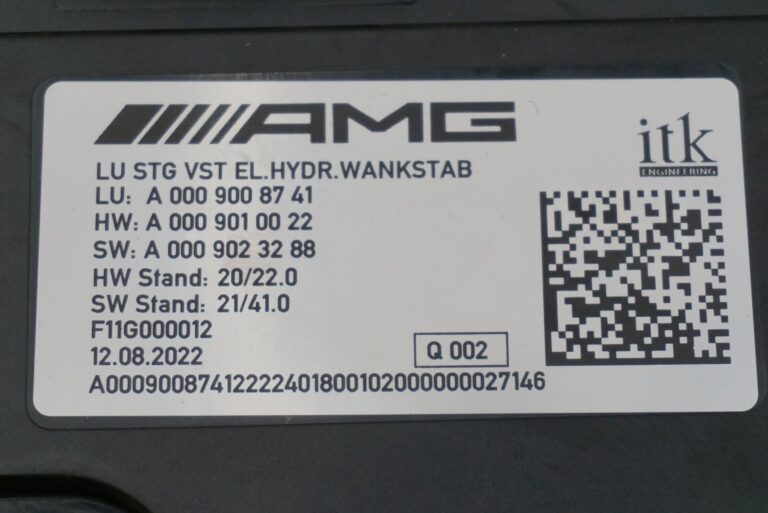 AMG
itk
ENGINEERING
LU STG VST EL.HYDR.WANKSTAB
LU: A 000 900 87 41
HW: A 000 901 00 22
SW: A 000 902 32 88
HW Stand: 20/22.0
SW Stand: 21/41.0
F11G000012
12.08.2022
Q 002
A0009008741222240180010200000002​7146